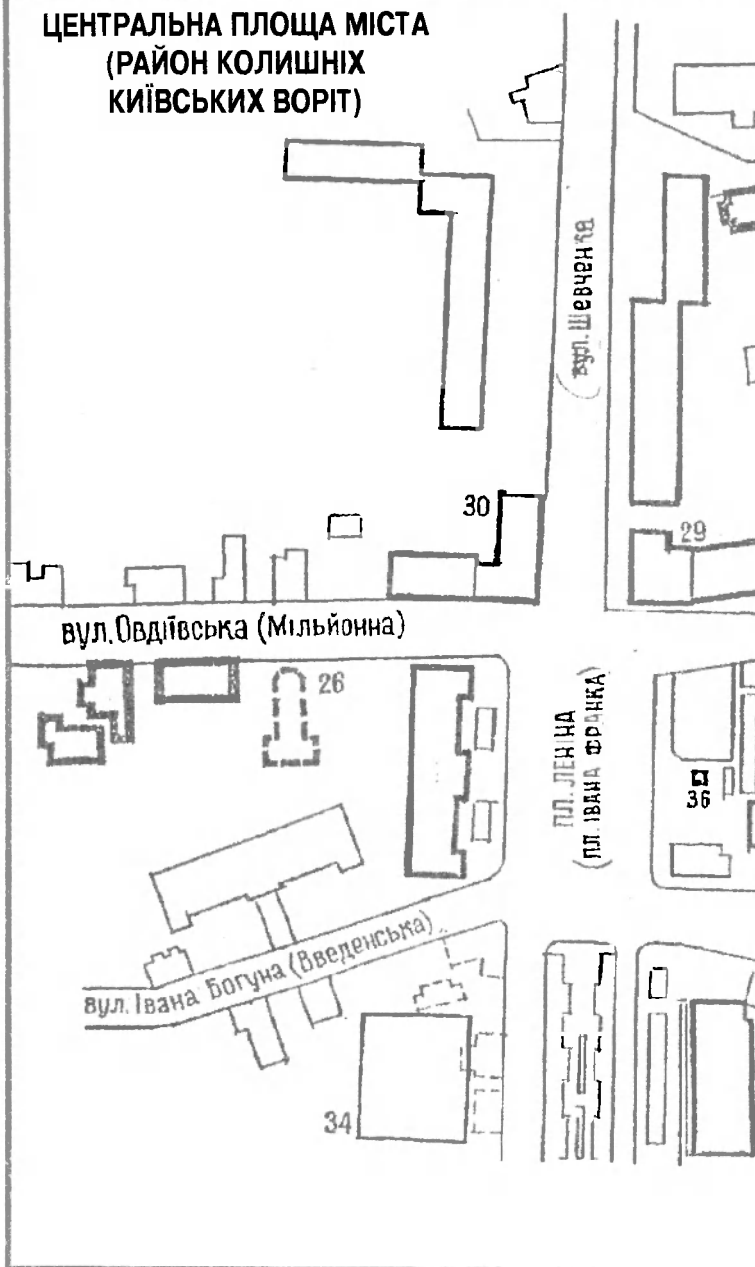 ЦЕНТРАЛЬНА ПЛОЩА МІСТА
(РАЙОН КОЛИШНІХ
КИЇВСЬКИХ ВОРІТ)
вул. Шевченка
30
29
вул. Овдіївська (Мільйонна)
26
ПЛ. ЛЕНІНА
(ПЛ. ІВАНА ФРАНКА)
36
вул. Івана Богуна (Введенська)
34